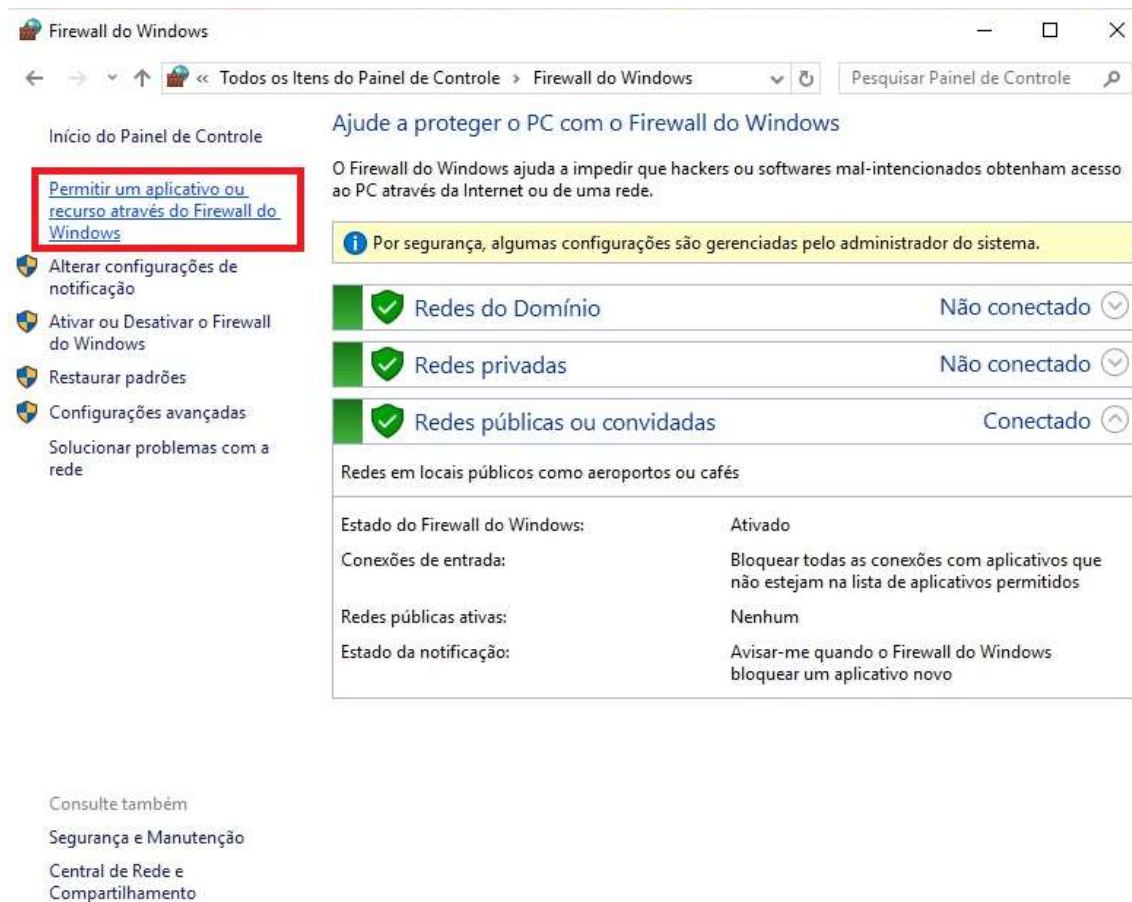 Firewall do Windows
« Todos os Itens do Painel de Controle › Firewall do Windows
Pesquisar Painel de Controle
Início do Painel de Controle
Permitir um aplicativo ou
recurso através do Firewall do
Windows
Alterar configurações de
notificação
Ativar ou Desativar o Firewall
do Windows
Restaurar padrões
Configurações avançadas
Solucionar problemas com a
rede
Ajude a proteger o PC com o Firewall do Windows
O Firewall do Windows ajuda a impedir que hackers ou softwares mal-intencionados obtenham acesso
ao PC através da Internet ou de uma rede.
Por segurança, algumas configurações são gerenciadas pelo administrador do sistema.
Redes do Domínio Não conectado
Redes privadas Não conectado
Redes públicas ou convidadas Conectado
Redes em locais públicos como aeroportos ou cafés
Estado do Firewall do Windows: Ativado
Conexões de entrada: Bloquear todas as conexões com aplicativos que
não estejam na lista de aplicativos permitidos
Redes públicas ativas: Nenhum
Estado da notificação: Avisar-me quando o Firewall do Windows
bloquear um aplicativo novo
Consulte também
Segurança e Manutenção
Central de Rede e
Compartilhamento